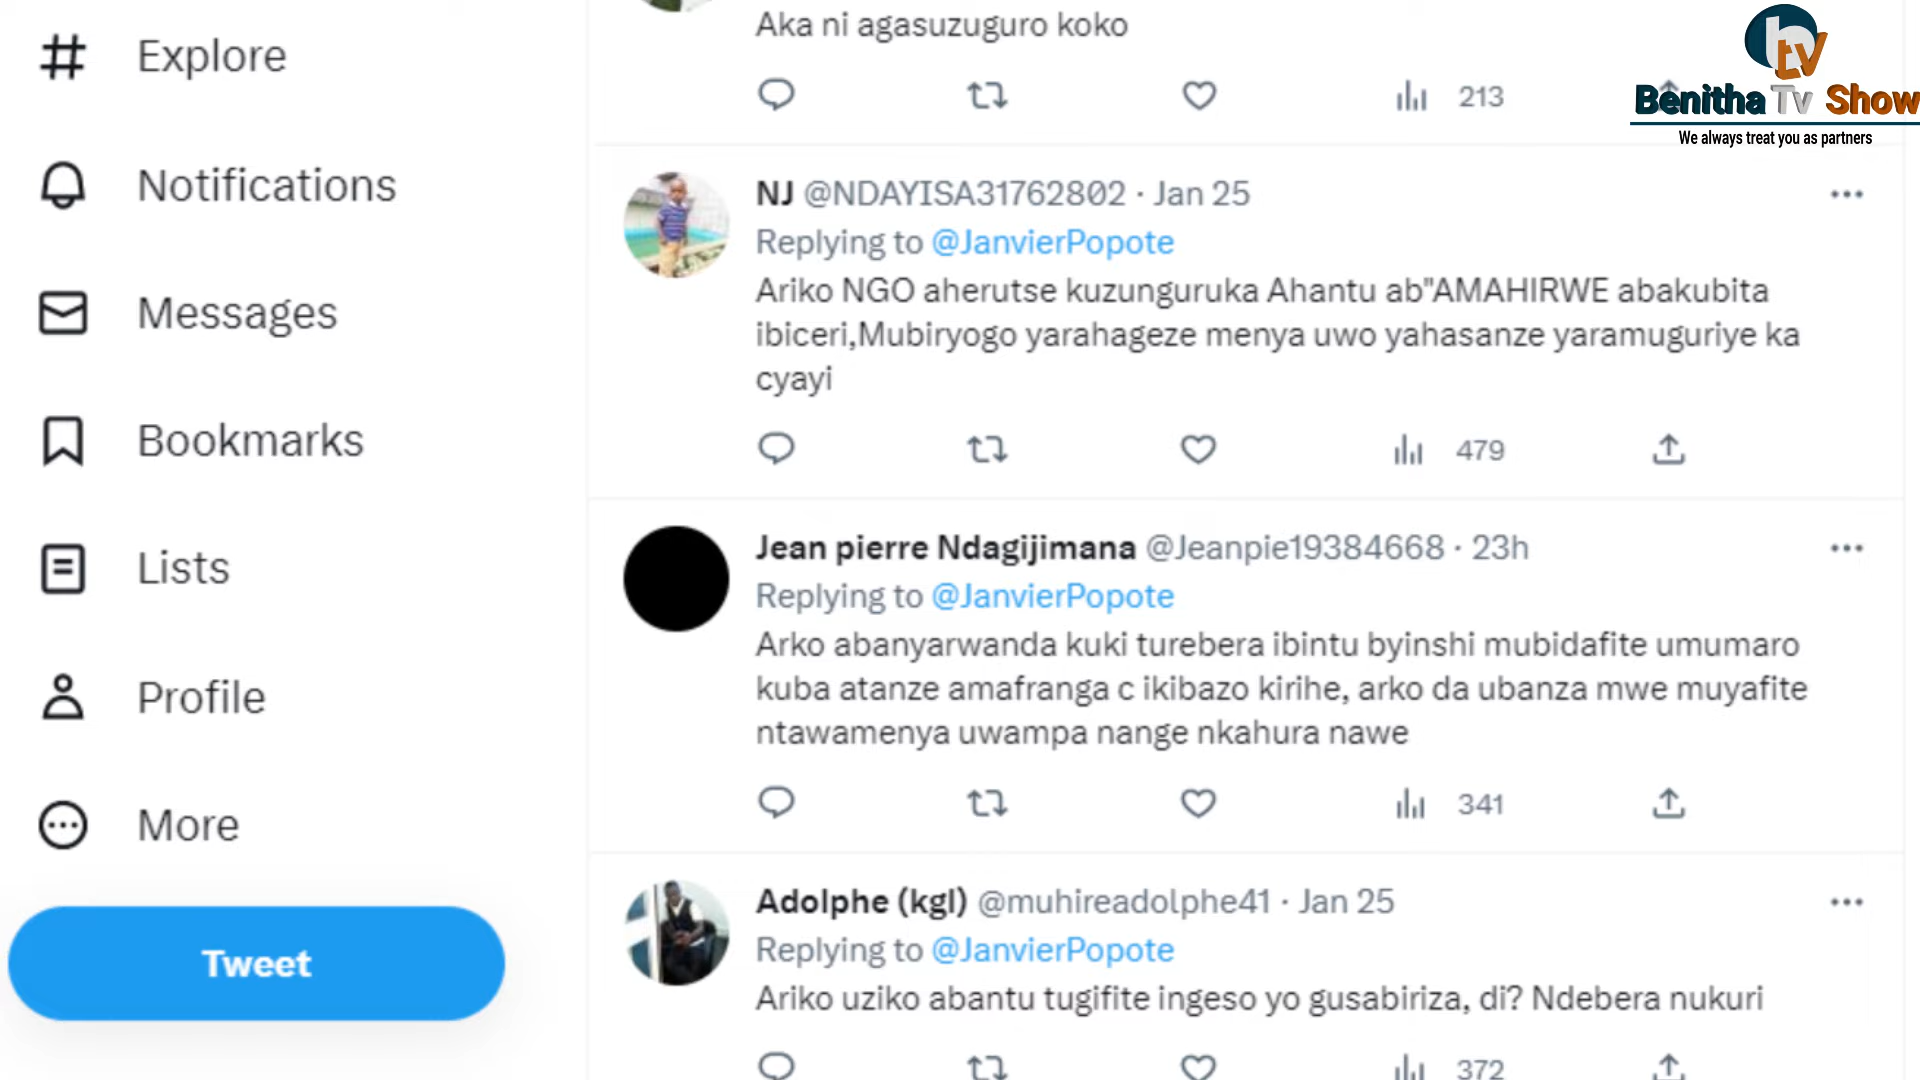 Explore
Notifications
Messages
Bookmarks
Lists
Profile
More
Tweet
Aka ni agasuzuguro koko
213
NJ @NDAYISA31762802 · Jan 25
Replying to @JanvierPopote
Ariko NGO aherutse kuzunguruka Ahantu ab"AMAHIRWE abakubita
ibiceri,Mubiryogo yarahageze menya uwo yahasanze yaramuguriye ka
cyayi
479
Jean pierre Ndagijimana @Jeanpie19384668 · 23h
Replying to @JanvierPopote
Arko abanyarwanda kuki turebera ibintu byinshi mubidafite umumaro
kuba atanze amafranga c ikibazo kirihe, arko da ubanza mwe muyafite
ntawamenya uwampa nange nkahura nawe
341
Adolphe (kgl) @muhireadolphe41 · Jan 25
Replying to @JanvierPopote
Ariko uziko abantu tugifite ingeso yo gusabiriza, di? Ndebera nukuri
372
btv
Benitha Tv Show
We always treat you as partners